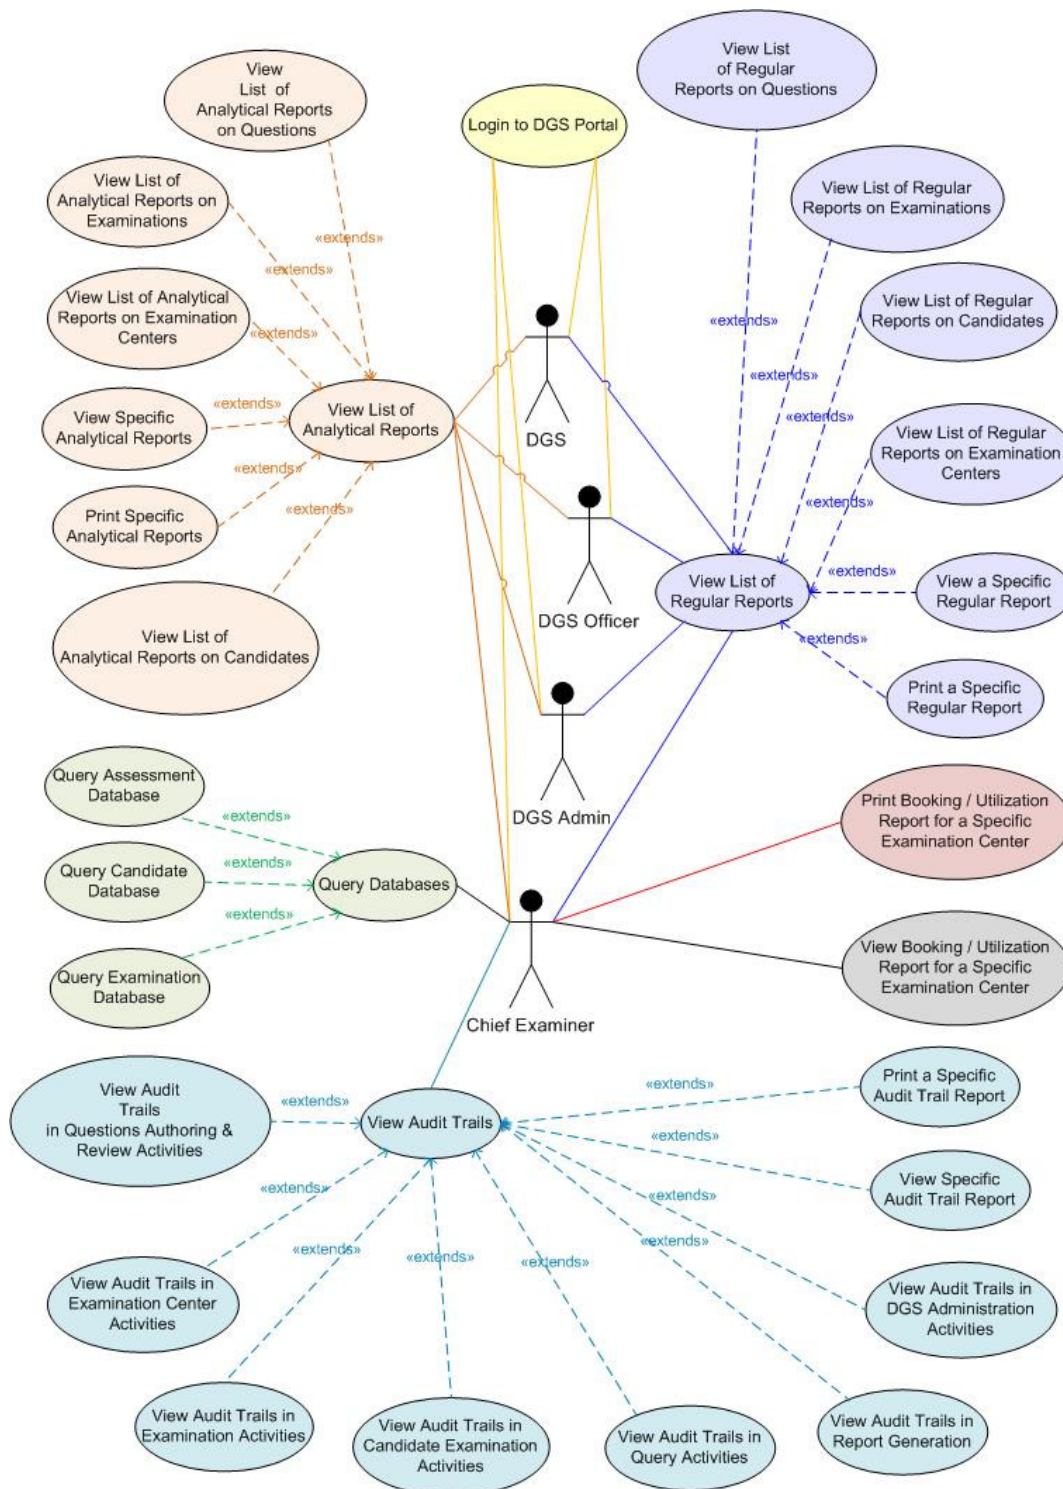 View
List of
Analytical Reports
on Questions
View List
of Regular
Reports on Questions
Login to DGS Portal
View List of
Analytical Reports on
Examinations
View List of Regular
Reports on Examinations
«extends»
«extends»
View List of Analytical
Reports on Examination
Centers
«extends»
View List of Regular
Reports on Candidates
«extends»
«extends»
«extends»
View Specific
Analytical Reports
«extends»
View List of
Analytical Reports
DGS
View List of Regular
Reports on Examination
Centers
«extends»
Print Specific
Analytical Reports
«extends»
«extends»
View List of
Analytical Reports on Candidates
DGS Officer
View List of
Regular Reports
«extends»
View a Specific
Regular Report
«extends»
Print a Specific
Regular Report
Query Assessment
Database
«extends»
DGS Admin
Print Booking / Utilization
Report for a Specific
Examination Center
Query Candidate
Database
«extends»
Query Databases
«extends»
Query Examination
Database
View Booking / Utilization
Report for a Specific
Examination Center
Chief Examiner
View Audit
Trails
in Questions Authoring &
Review Activities
«extends»
View Audit Trails
«extends»
Print a Specific
Audit Trail Report
«extends»
View Specific
Audit Trail Report
«extends»
«extends»
«extends»
«extends»
«extends»
«extends»
View Audit Trails in
Examination Center
Activities
View Audit Trails in
DGS Administration
Activities
View Audit Trails in
Examination Activities
View Audit Trails in
Candidate Examination
Activities
View Audit Trails in
Query Activities
View Audit Trails in
Report Generation